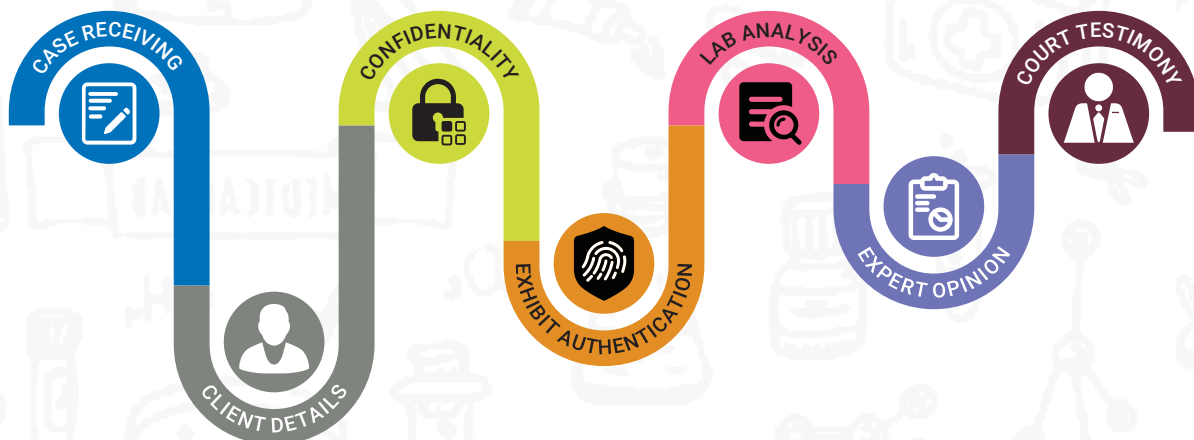 CASE RECEIVING
CLIENT DETAILS
CONFIDENTIALITY
EXHIBIT AUTHENTICATION
LAB ANALYSIS
EXPERT OPINION
COURT TESTIMONY